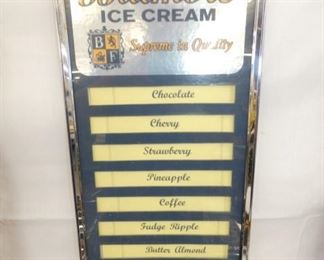 ICE CREAM
B F
Supreme in Quality
Chocolate
Cherry
Strawberry
Pineapple
Coffee
Fudge Ripple
Butter Almond